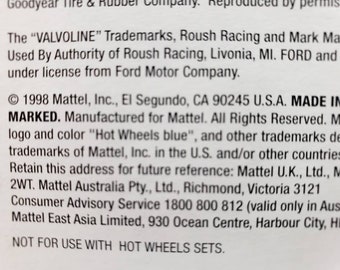 Goodyear Tire & Rubber Company. Reproduced by permis
The "VALVOLINE" Trademarks, Roush Racing and Mark Ma
Used By Authority of Roush Racing, Livonia, MI. FORD and
under license from Ford Motor Company.
© 1998 Mattel, Inc., El Segundo, CA 90245 U.S.A. MADE IN
MARKED. Manufactured for Mattel. All Rights Reserved. M
logo and color "Hot Wheels blue", and other trademarks de
trademarks of Mattel, Inc. in the U.S. and/or other countries
Retain this address for future reference: Mattel U.K., Ltd., M
2WT. Mattel Australia Pty., Ltd., Richmond, Victoria 3121
Consumer Advisory Service 1800 800 812 (valid only in Aus
Mattel East Asia Limited, 930 Ocean Centre, Harbour City, H
NOT FOR USE WITH HOT WHEELS SETS.